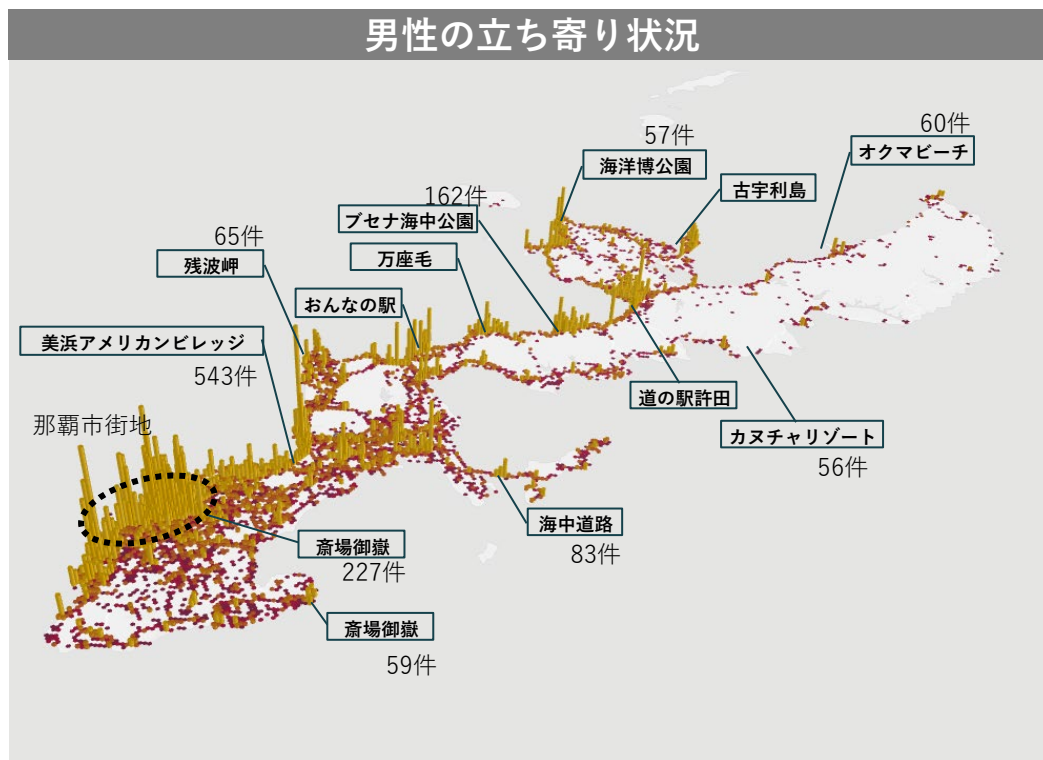 男性の立ち寄り状況
60件
オクマビーチ
57件
海洋博公園
古宇利島
162件
ブセナ海中公園
65件
残波岬
万座毛
おんなの駅
美浜アメリカンビレッジ
543件
道の駅許田
カヌチャリゾート
56件
那覇市街地
海中道路
83件
斎場御嶽
227件
斎場御嶽
59件